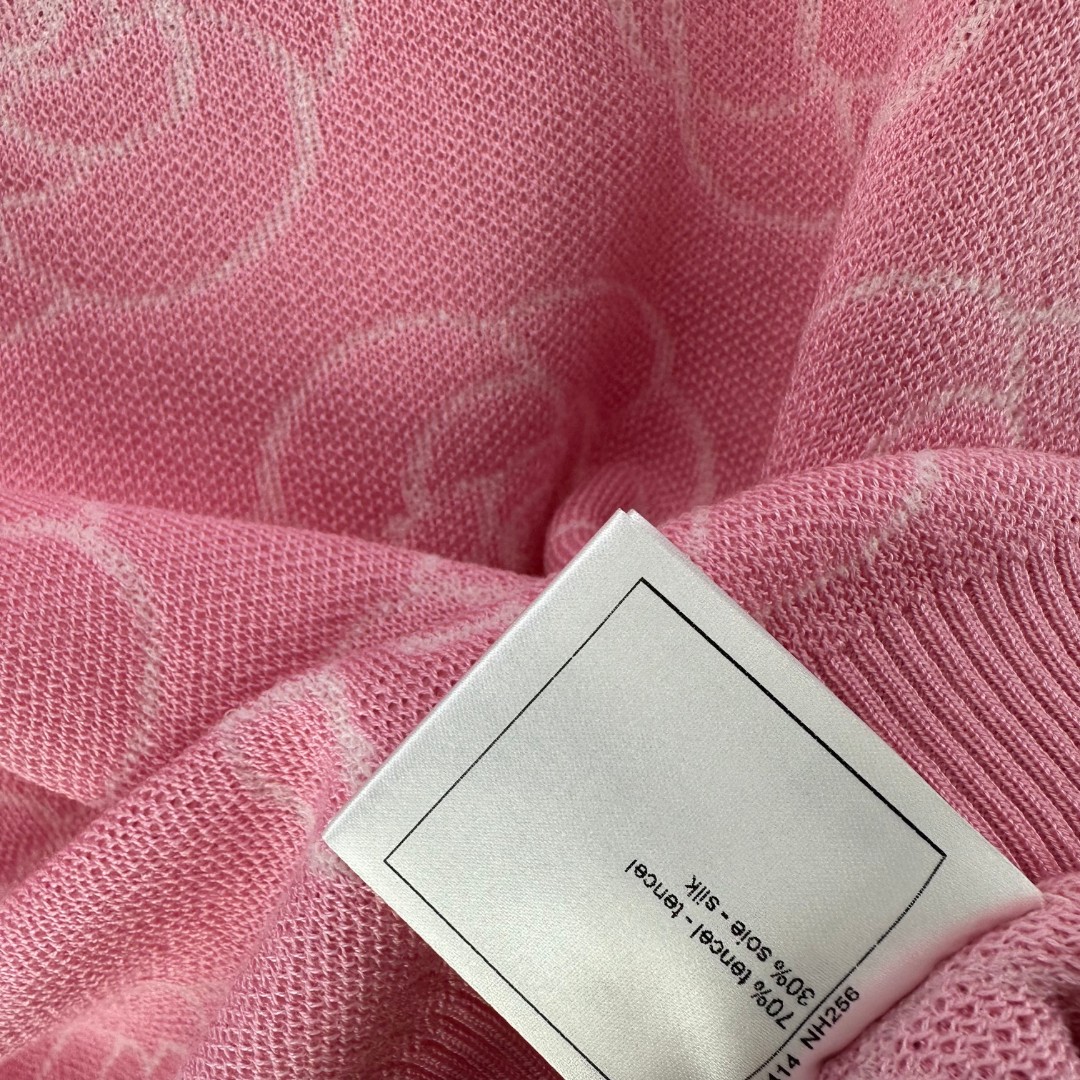 70% tencel - tencel
30% soie - silk
114 NH256